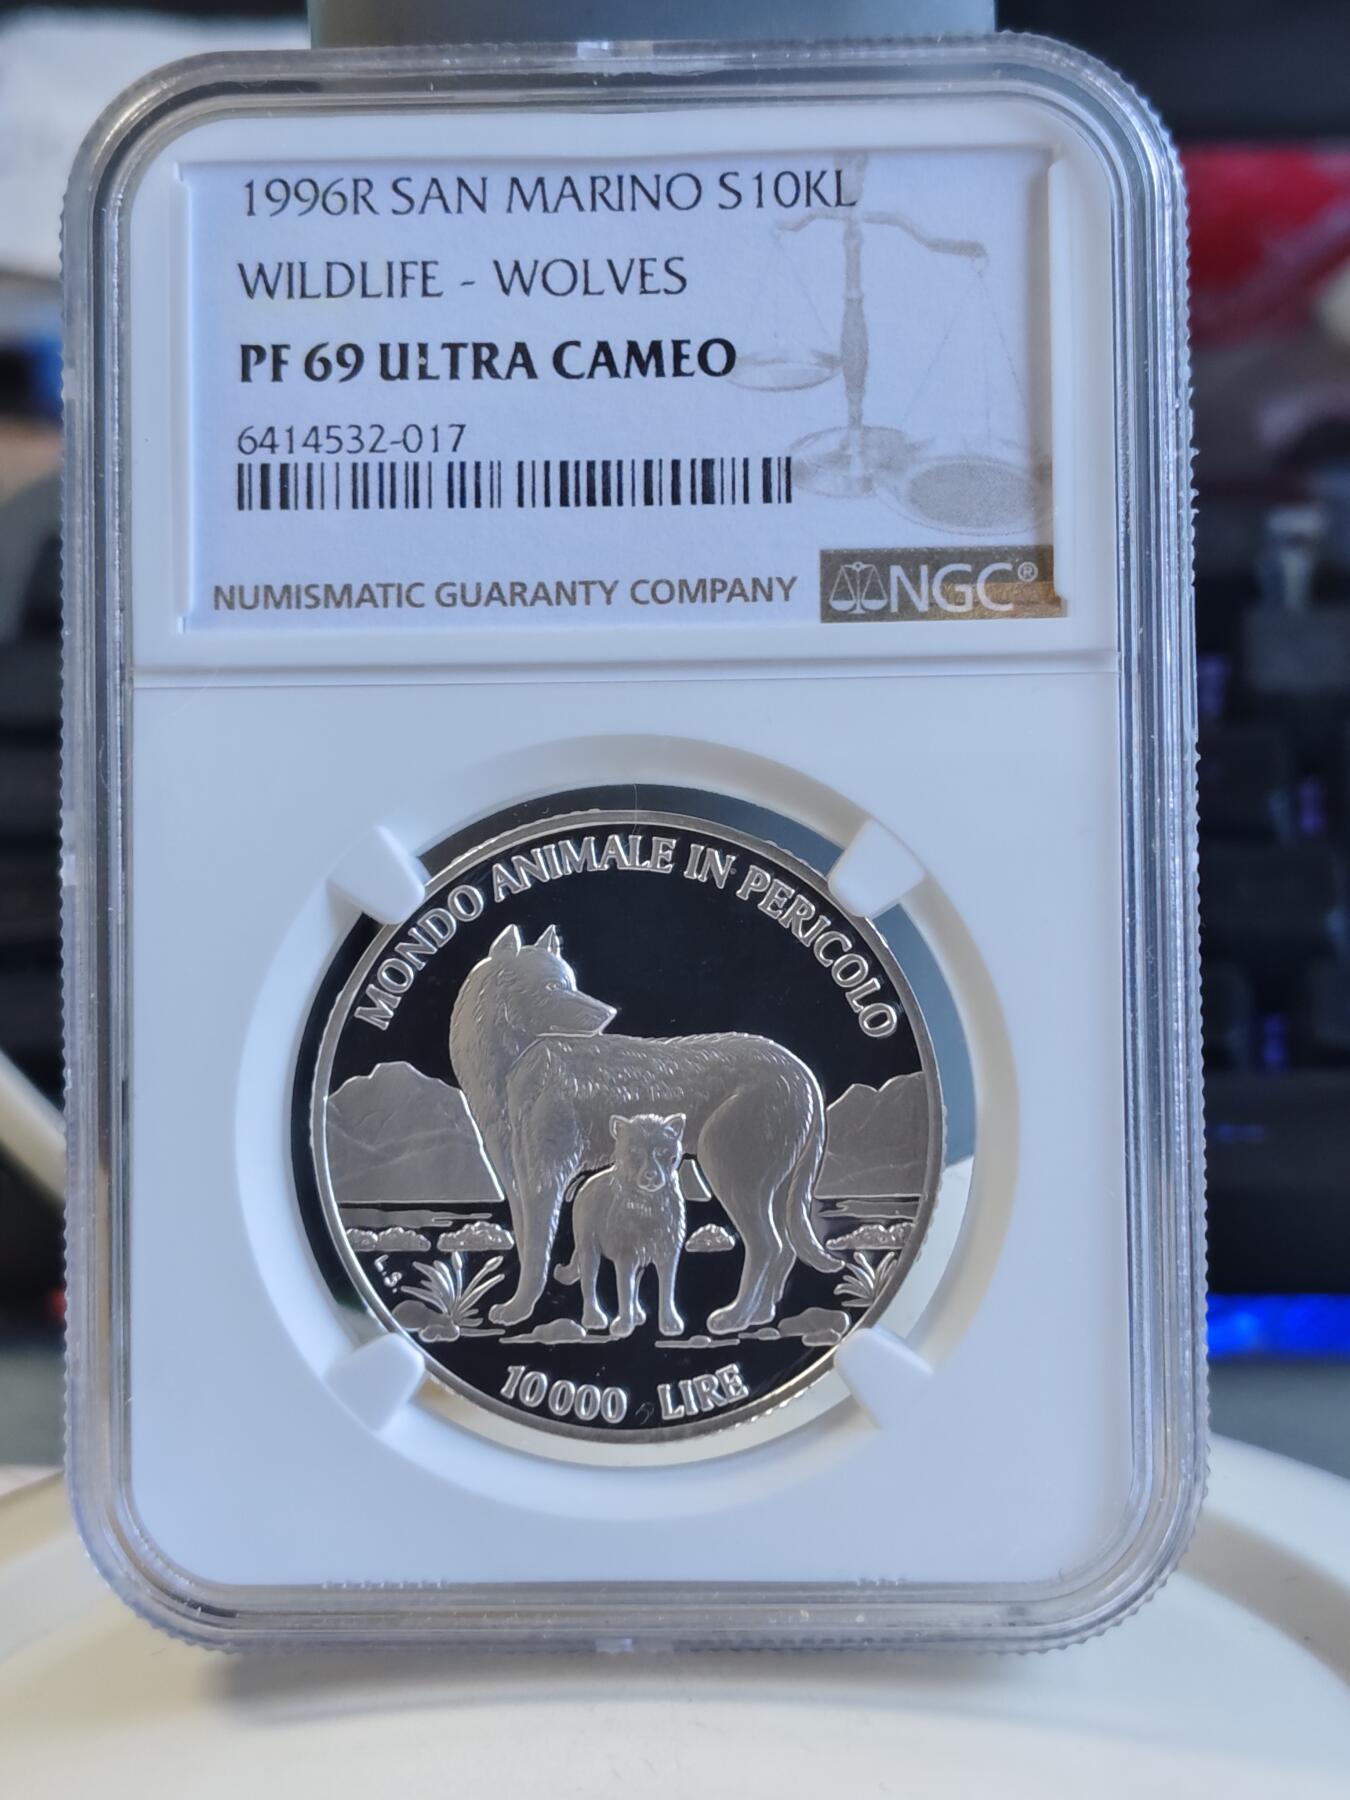 1996R SAN MARINO S10KL
WILDLIFE - WOLVES
PF 69 ULTRA CAMEO
6414532-017
NUMISMATIC GUARANTY COMPANY
NGC®
MONDO ANIMALE IN PERICOLO
L.S.
10000 LIRE